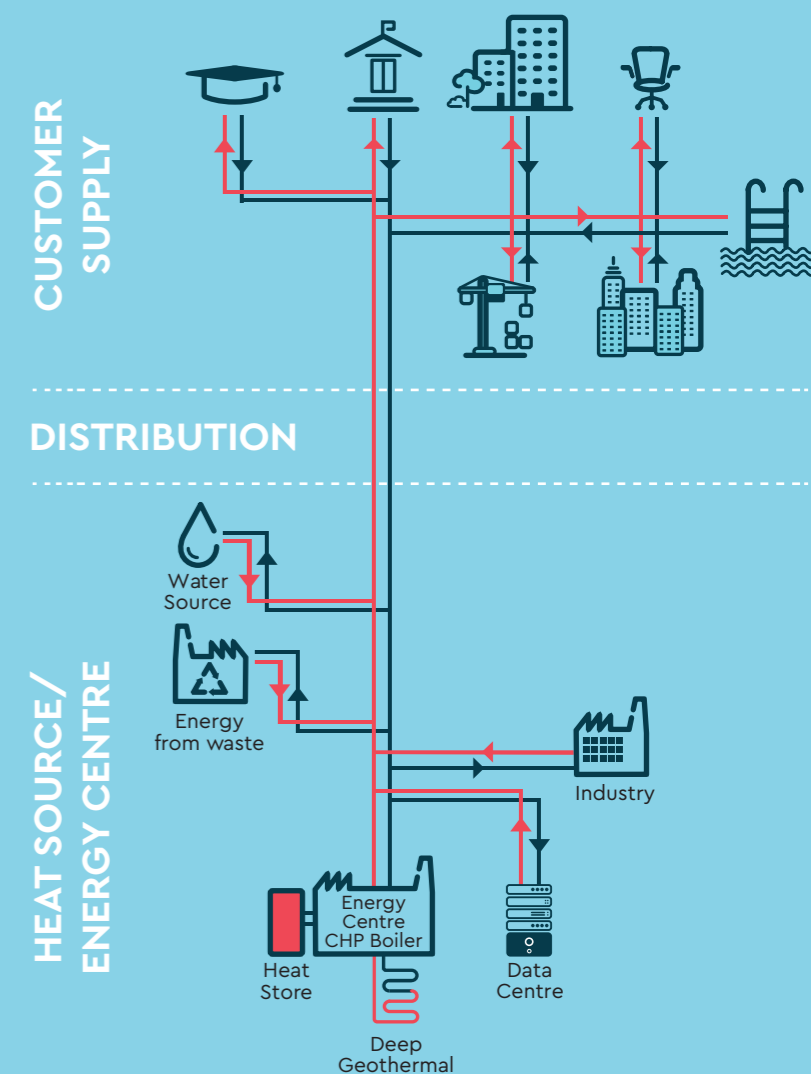 CUSTOMER
SUPPLY
DISTRIBUTION
HEAT SOURCE/
ENERGY CENTRE
Water
Source
Energy
from waste
Industry
Energy
Centre
CHP Boiler
Heat
Store
Data
Centre
Deep
Geothermal